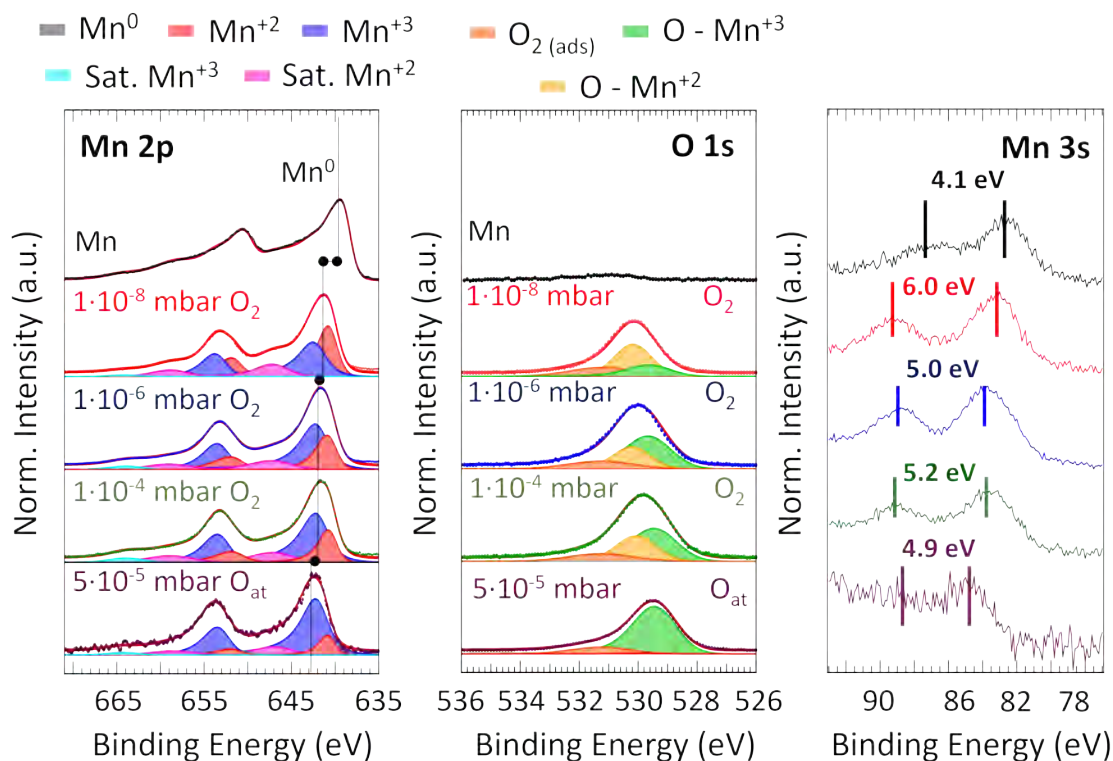 Mn⁰ Mn⁺² Mn⁺³
Sat. Mn⁺³ Sat. Mn⁺²
O₂ (ads) O - Mn⁺³
O - Mn⁺²
Mn 2p
Mn⁰
Mn
1·10⁻⁸ mbar O₂
1·10⁻⁶ mbar O₂
1·10⁻⁴ mbar O₂
5·10⁻⁵ mbar Oat
Norm. Intensity (a.u.)
665 655 645 635
Binding Energy (eV)
O 1s
Mn
1·10⁻⁸ mbar O₂
1·10⁻⁶ mbar O₂
1·10⁻⁴ mbar O₂
5·10⁻⁵ mbar Oat
Norm. Intensity (a.u.)
536 534 532 530 528 526
Binding Energy (eV)
Mn 3s
4.1 eV
6.0 eV
5.0 eV
5.2 eV
4.9 eV
Norm. Intensity (a.u.)
90 86 82 78
Binding Energy (eV)